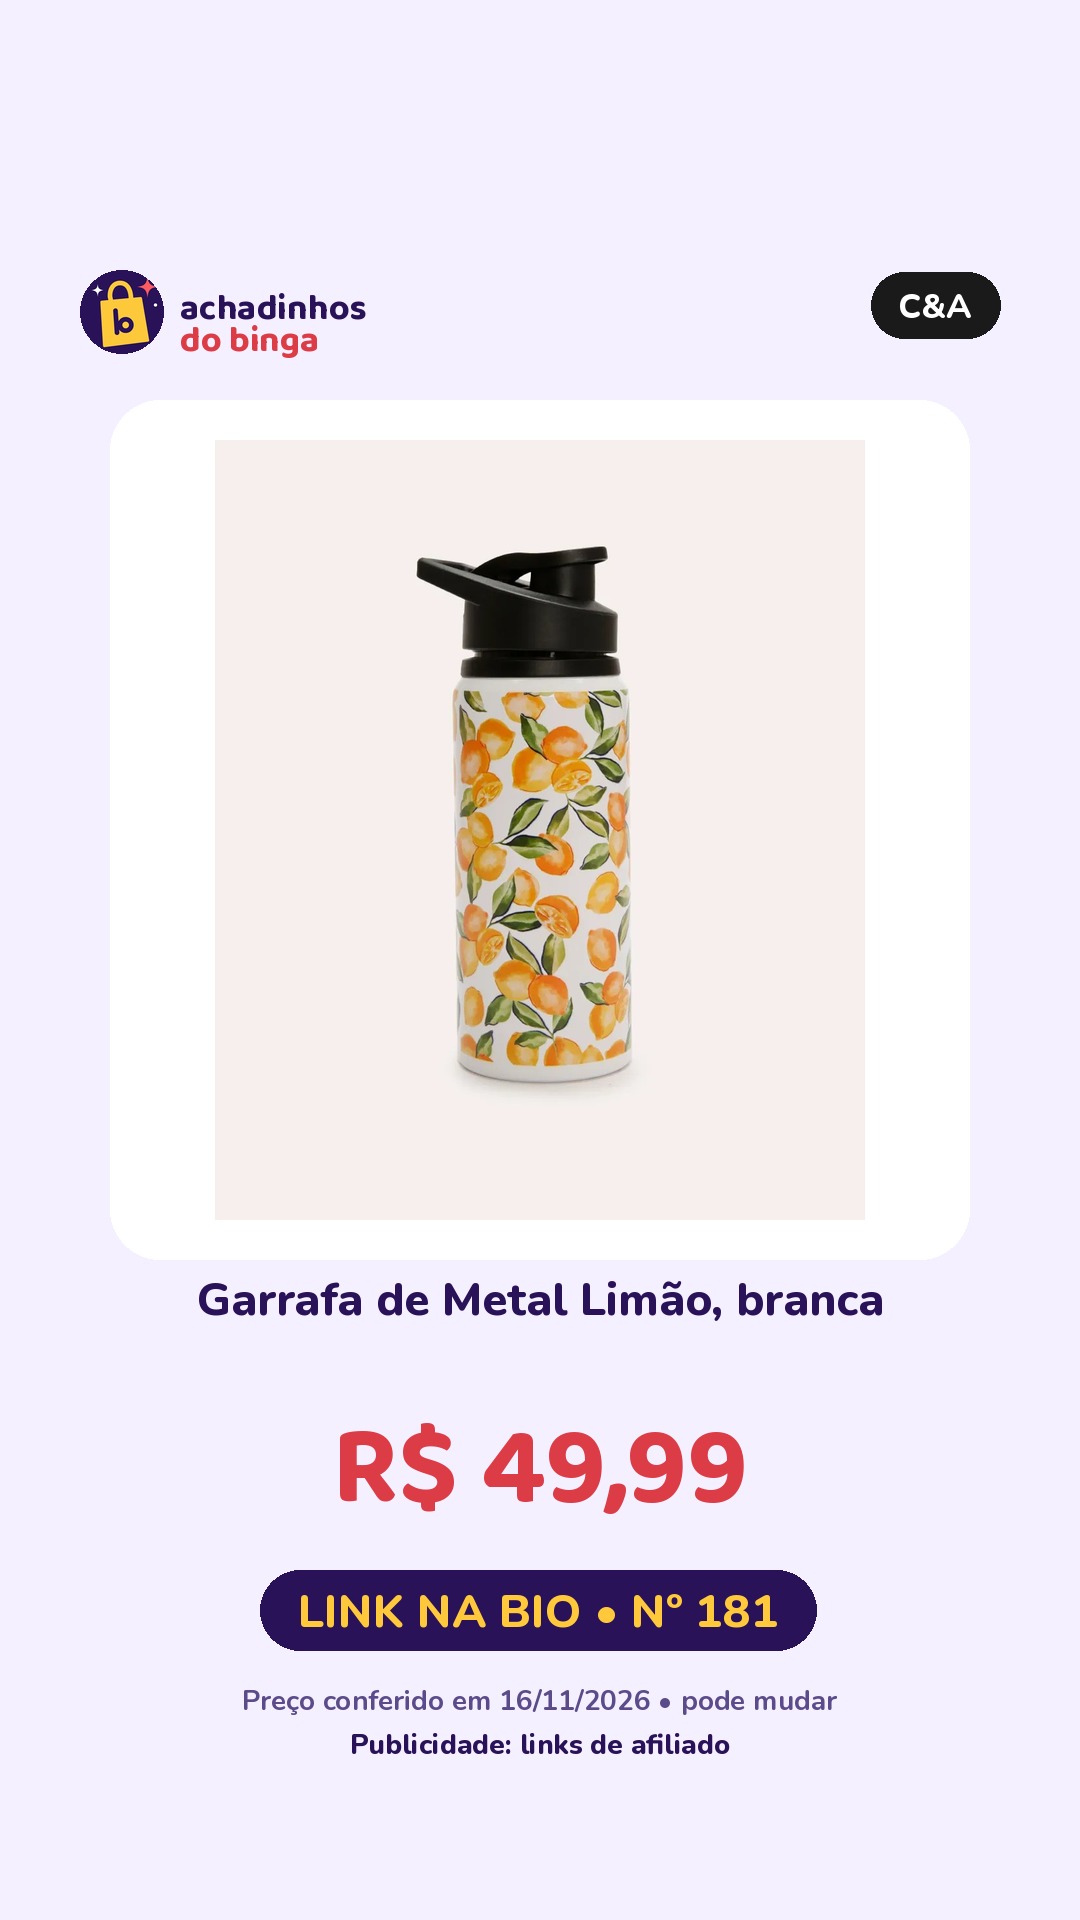 achadinhos
do binga
b
C&A
Garrafa de Metal Limão, branca
R$ 49,99
LINK NA BIO • Nº 181
Preço conferido em 16/11/2026 • pode mudar
Publicidade: links de afiliado